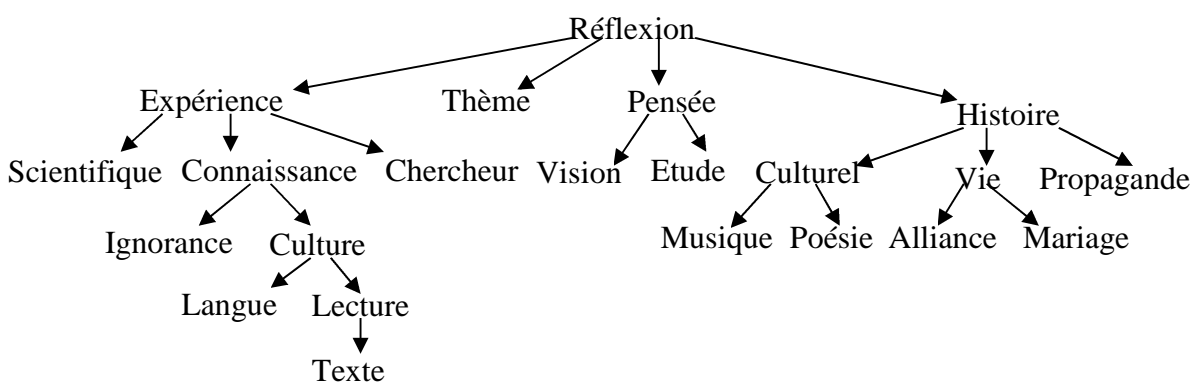 Réflexion
Expérience Thème Pensée Histoire
Scientifique Connaissance Chercheur Vision Etude Culturel Vie Propagande
Ignorance Culture Musique Poésie Alliance Mariage
Langue Lecture
Texte